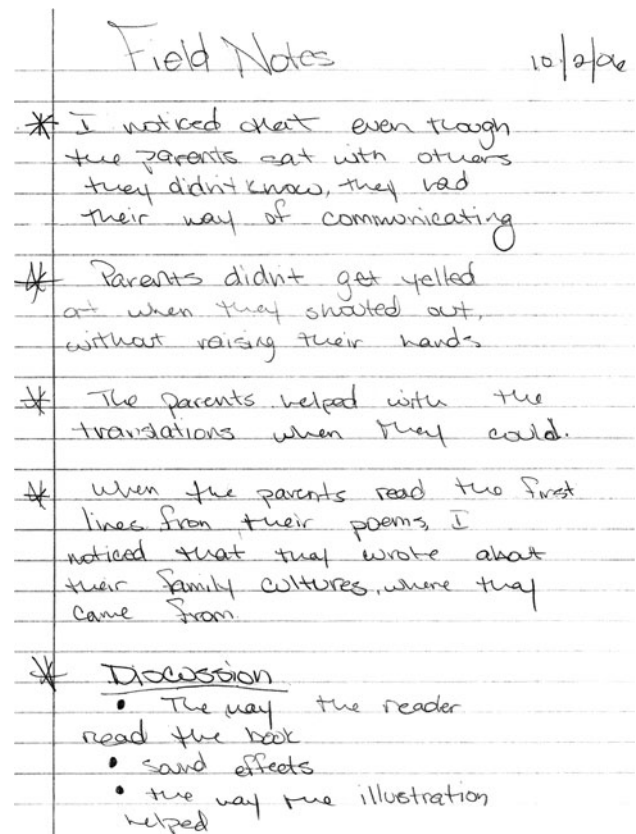 Field Notes 10/2/06
* I noticed that even though
the parents sat with others
they didn't know, they had
their way of communicating
* Parents didn't get yelled
at when they shouted out,
without raising their hands
* The parents helped with the
translations when they could.
* When the parents read the first
lines from their poems, I
noticed that they wrote about
their family cultures, where they
came from
* Discussion
• The way the reader
read the book
• sound effects
• the way the illustration
helped